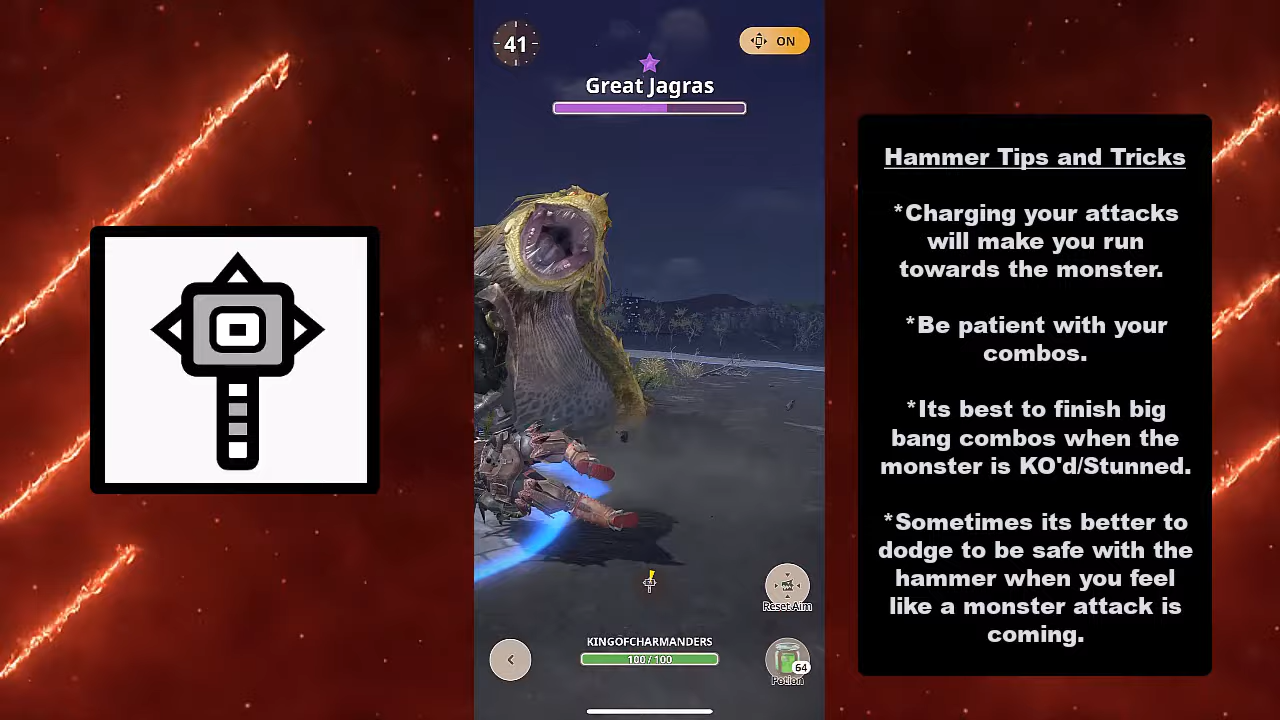 41
ON
Great Jagras
Reset Aim
KINGOFCHARMANDERS
100 / 100
64
Potion
Hammer Tips and Tricks
*Charging your attacks
will make you run
towards the monster.
*Be patient with your
combos.
*Its best to finish big
bang combos when the
monster is KO'd/Stunned.
*Sometimes its better to
dodge to be safe with the
hammer when you feel
like a monster attack is
coming.